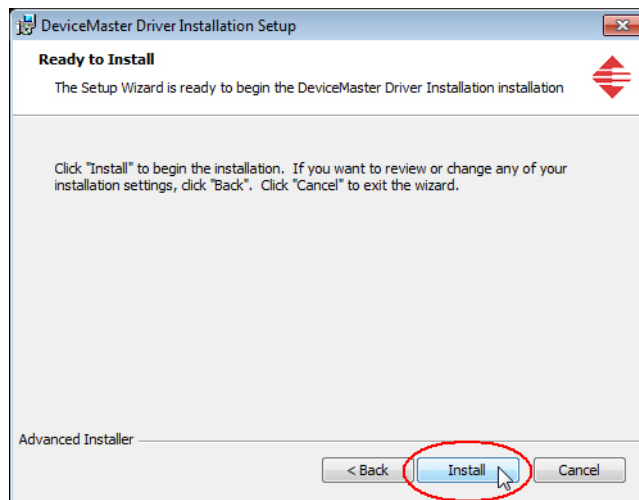 DeviceMaster Driver Installation Setup
Ready to Install
The Setup Wizard is ready to begin the DeviceMaster Driver Installation installation
Click "Install" to begin the installation.  If you want to review or change any of your
installation settings, click "Back".  Click "Cancel" to exit the wizard.
Advanced Installer
< Back Install Cancel